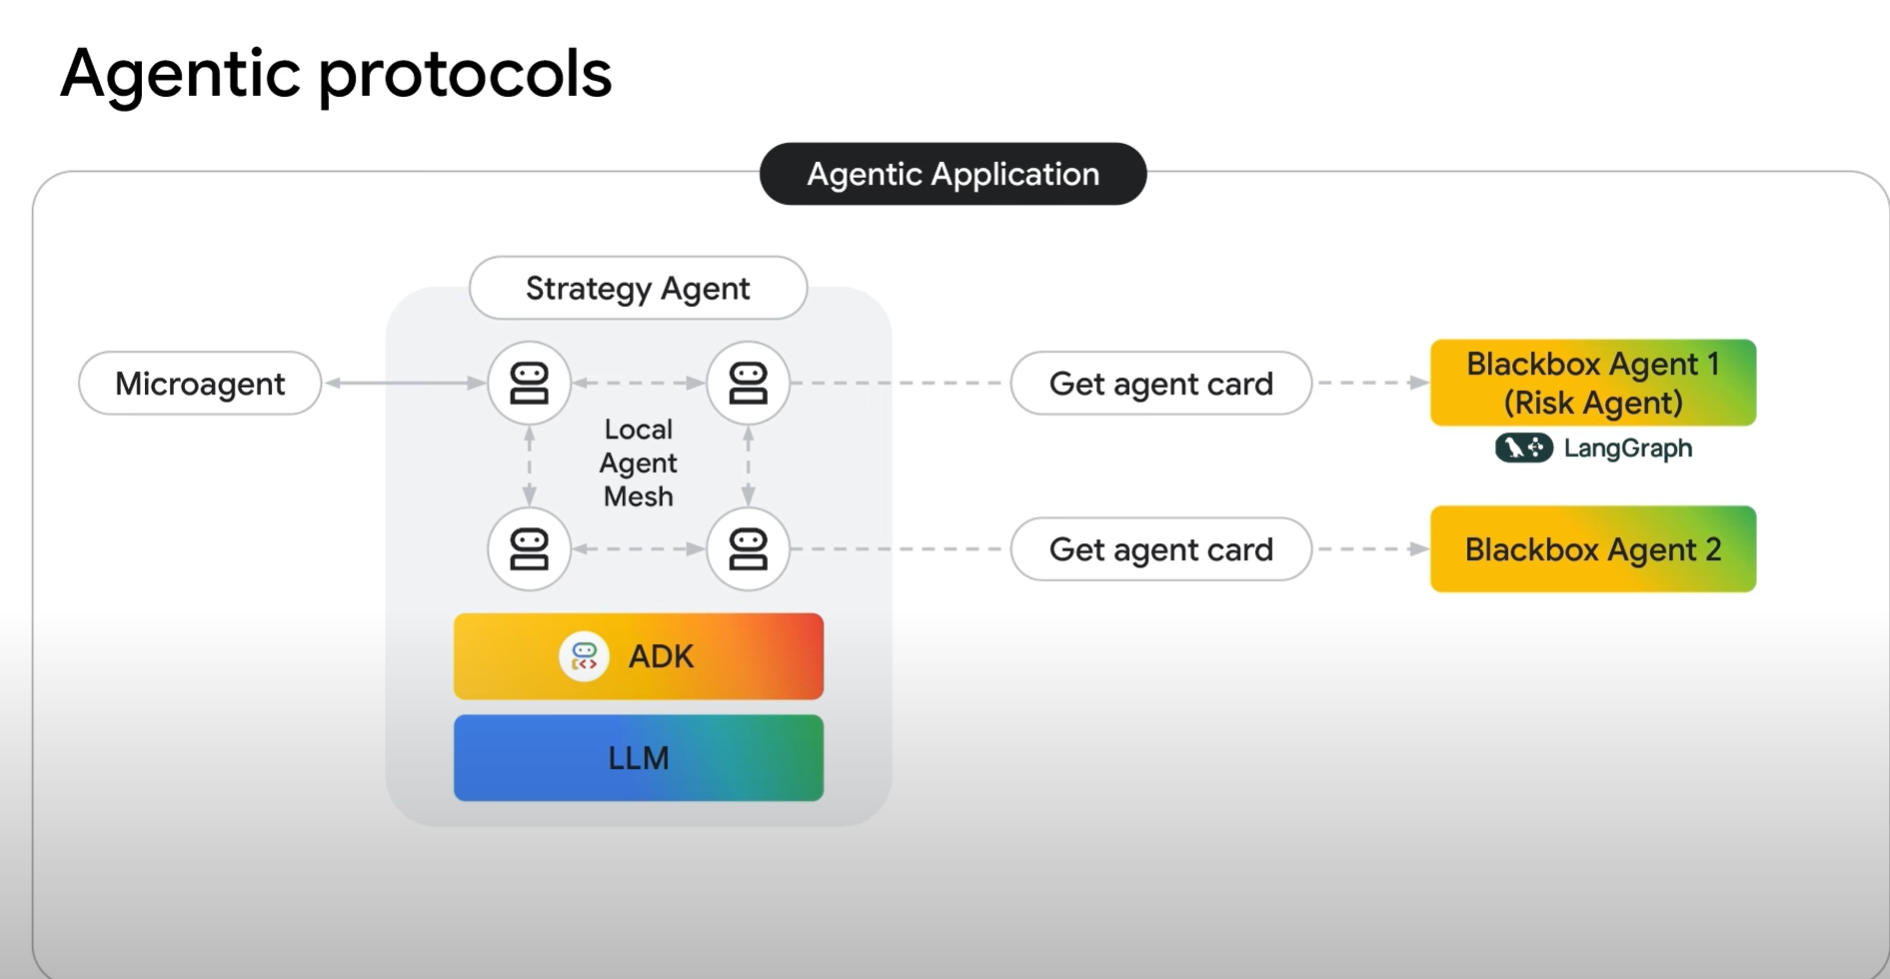 Agentic protocols
Agentic Application
Strategy Agent
Microagent
Local
Agent
Mesh
Get agent card
Blackbox Agent 1
(Risk Agent)
LangGraph
Get agent card
Blackbox Agent 2
ADK
LLM